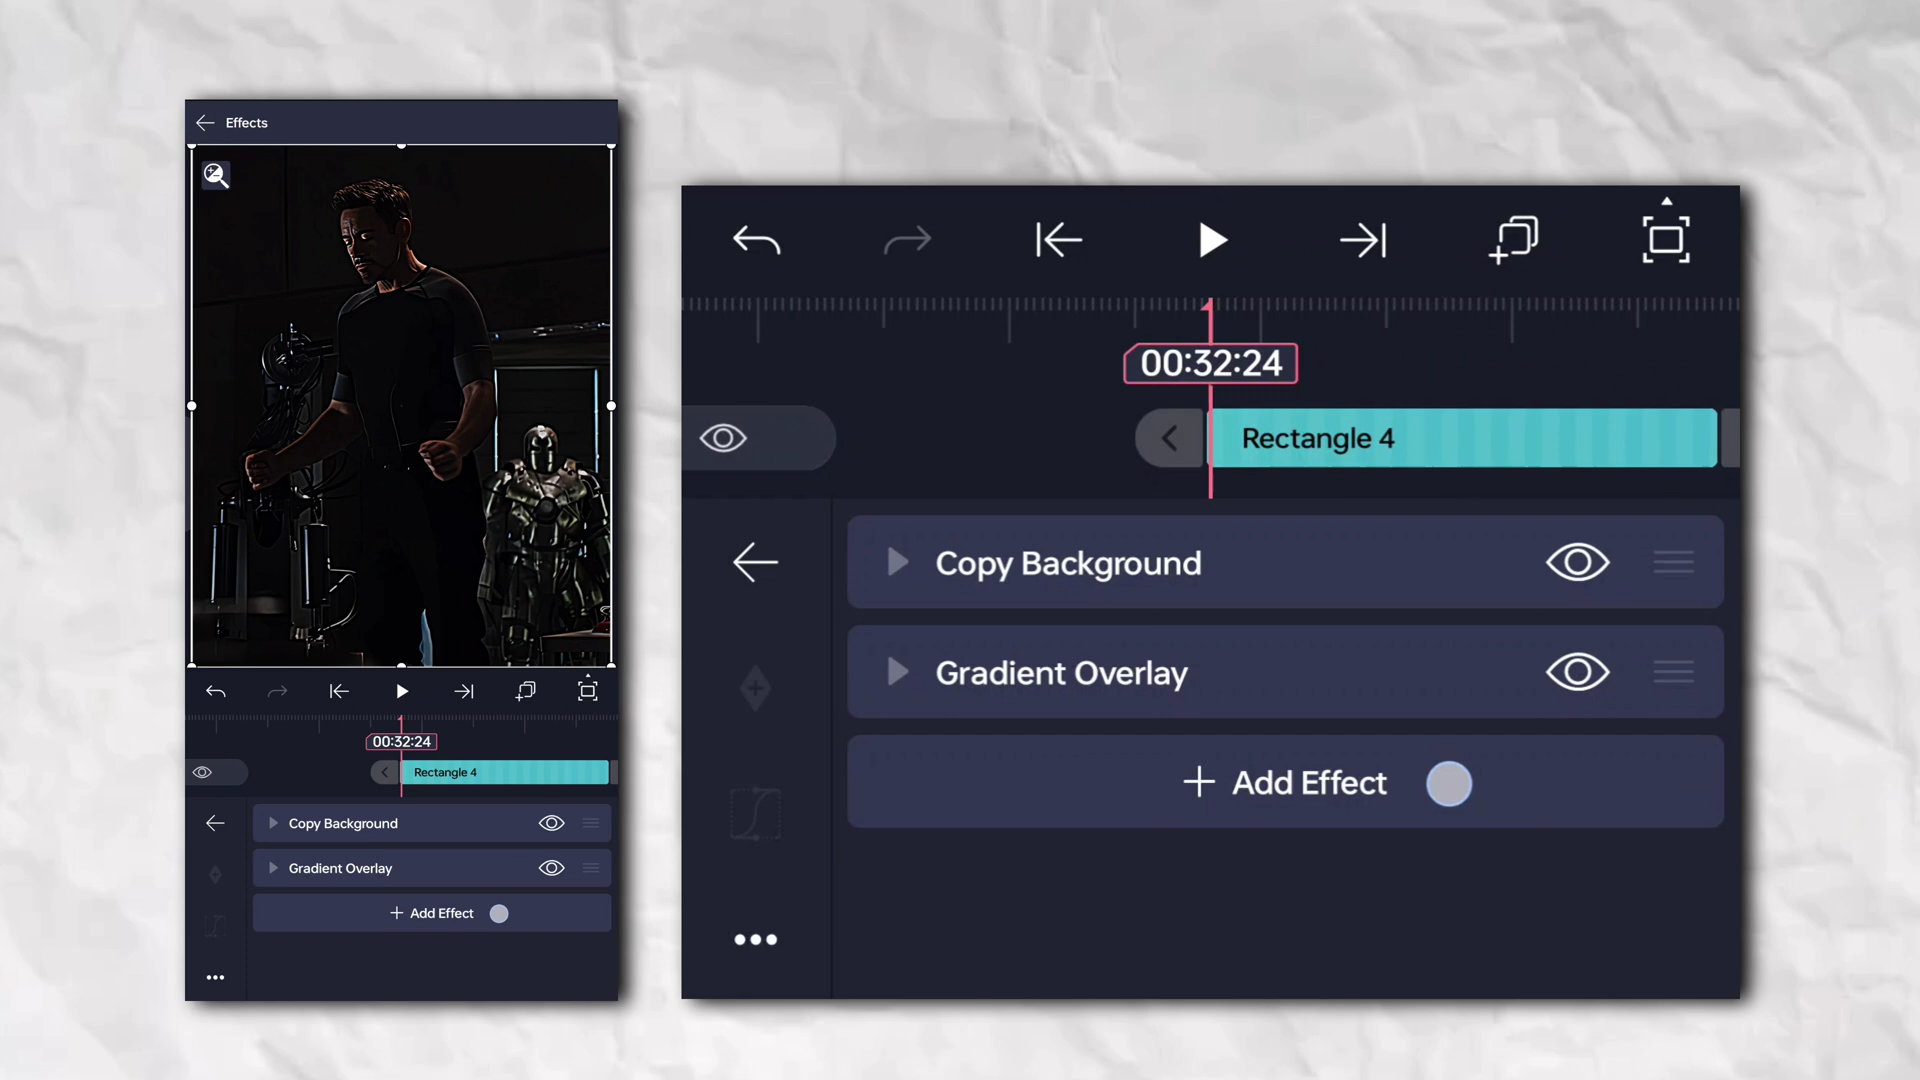 Effects
00:32:24
Rectangle 4
Copy Background
Gradient Overlay
+ Add Effect
00:32:24
Rectangle 4
Copy Background
Gradient Overlay
+ Add Effect